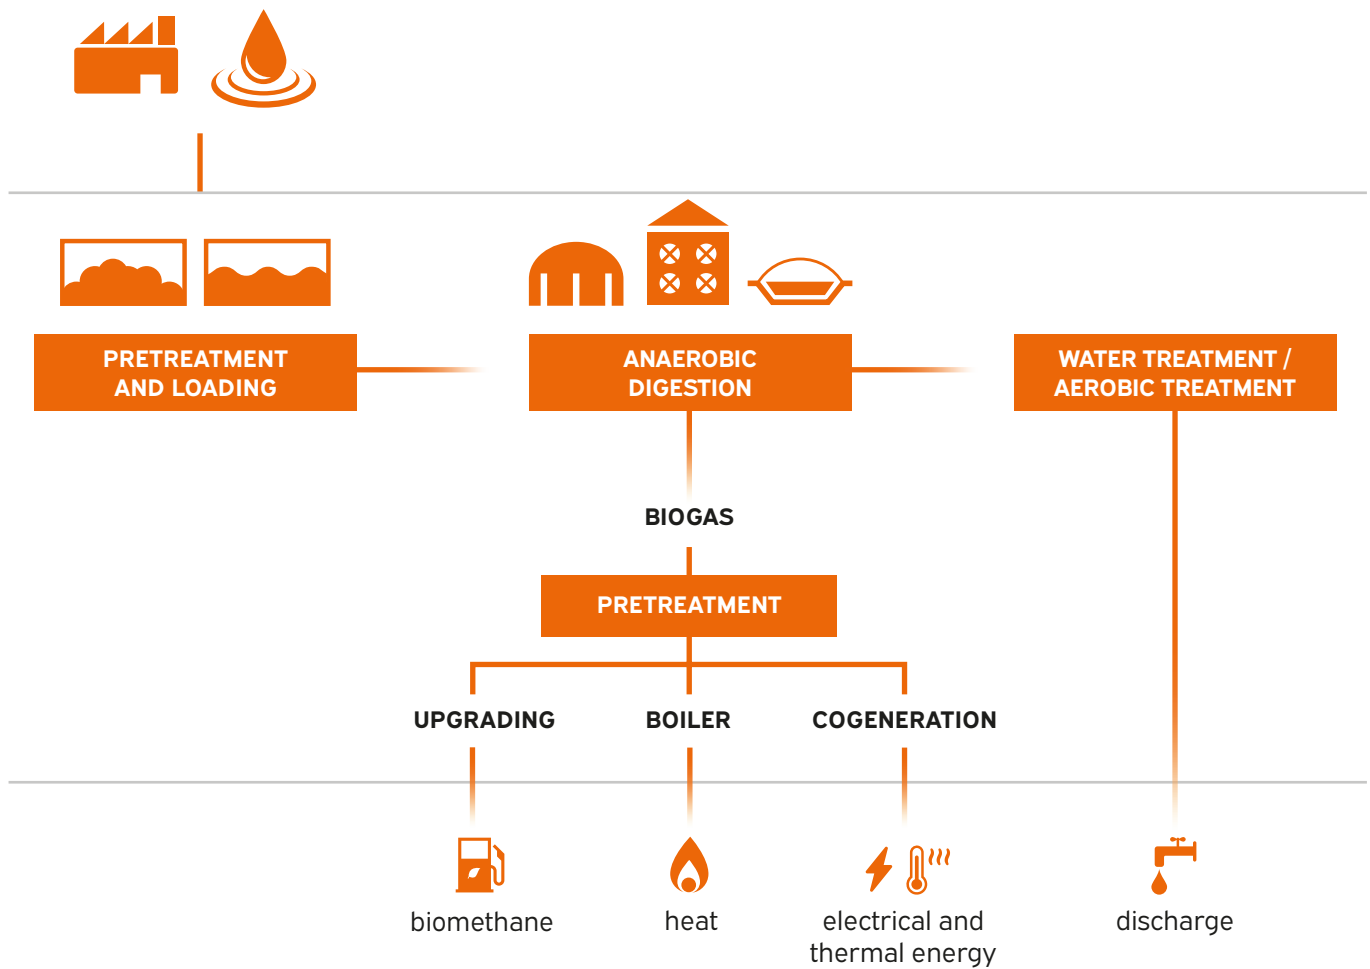 PRETREATMENT
AND LOADING
ANAEROBIC
DIGESTION
WATER TREATMENT /
AEROBIC TREATMENT
BIOGAS
PRETREATMENT
UPGRADING
BOILER
COGENERATION
biomethane
heat
electrical and
thermal energy
discharge